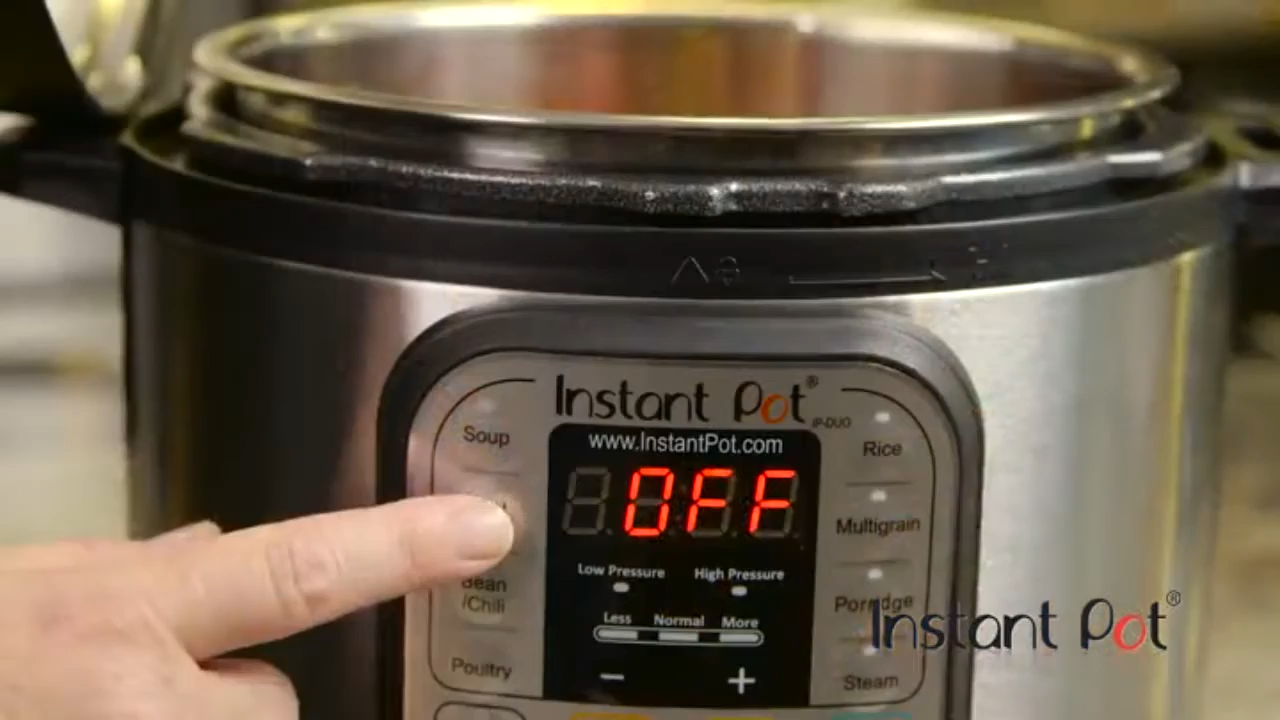 Instant Pot®
IP-DUO
www.InstantPot.com
OFF
Soup
Bean
/Chili
Poultry
Low Pressure High Pressure
Less Normal More
− +
Rice
Multigrain
Porridge
Steam
Instant Pot®